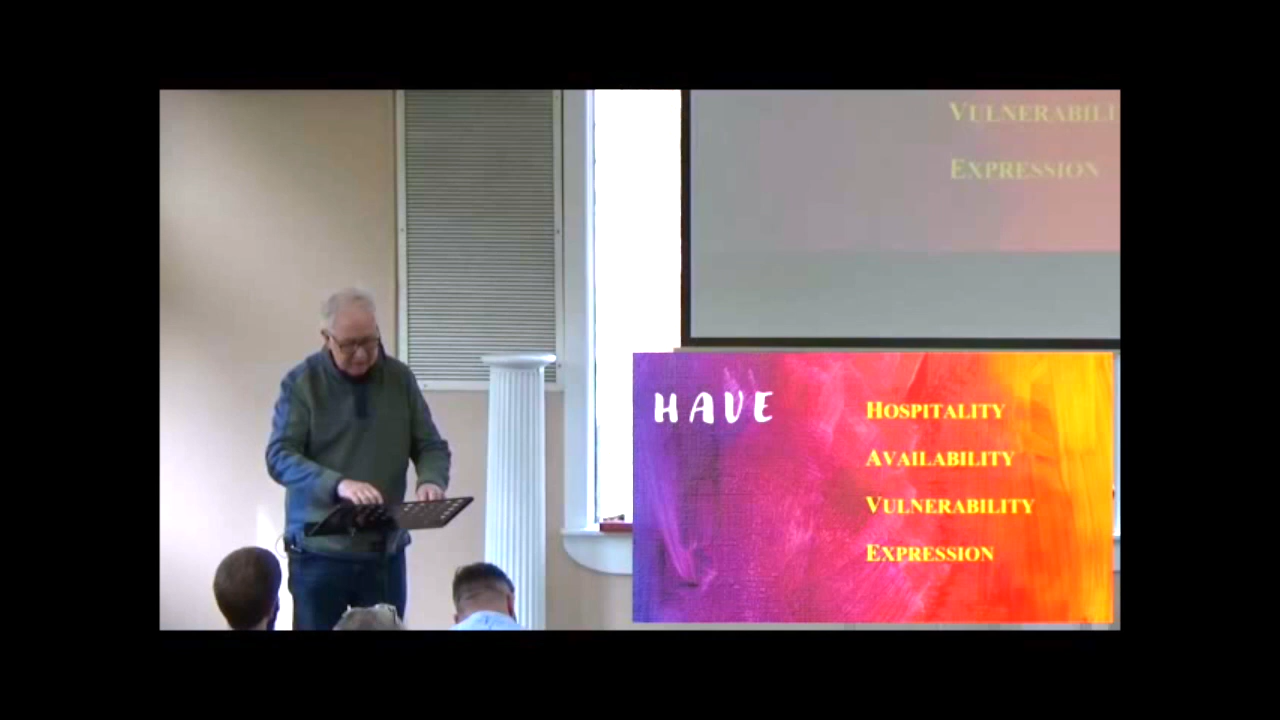 VULNERABILI
EXPRESSION
HAVE
HOSPITALITY
AVAILABILITY
VULNERABILITY
EXPRESSION